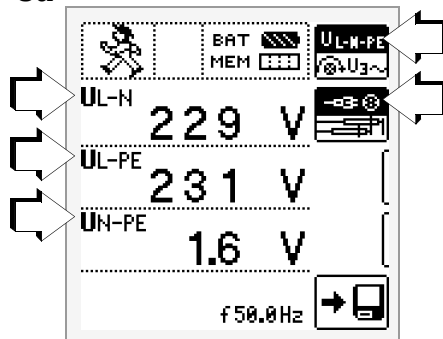 BAT
MEM
UL-N-PE
U3~
UL-N
229 V
UL-PE
231 V
UN-PE
1.6 V
f50.0Hz